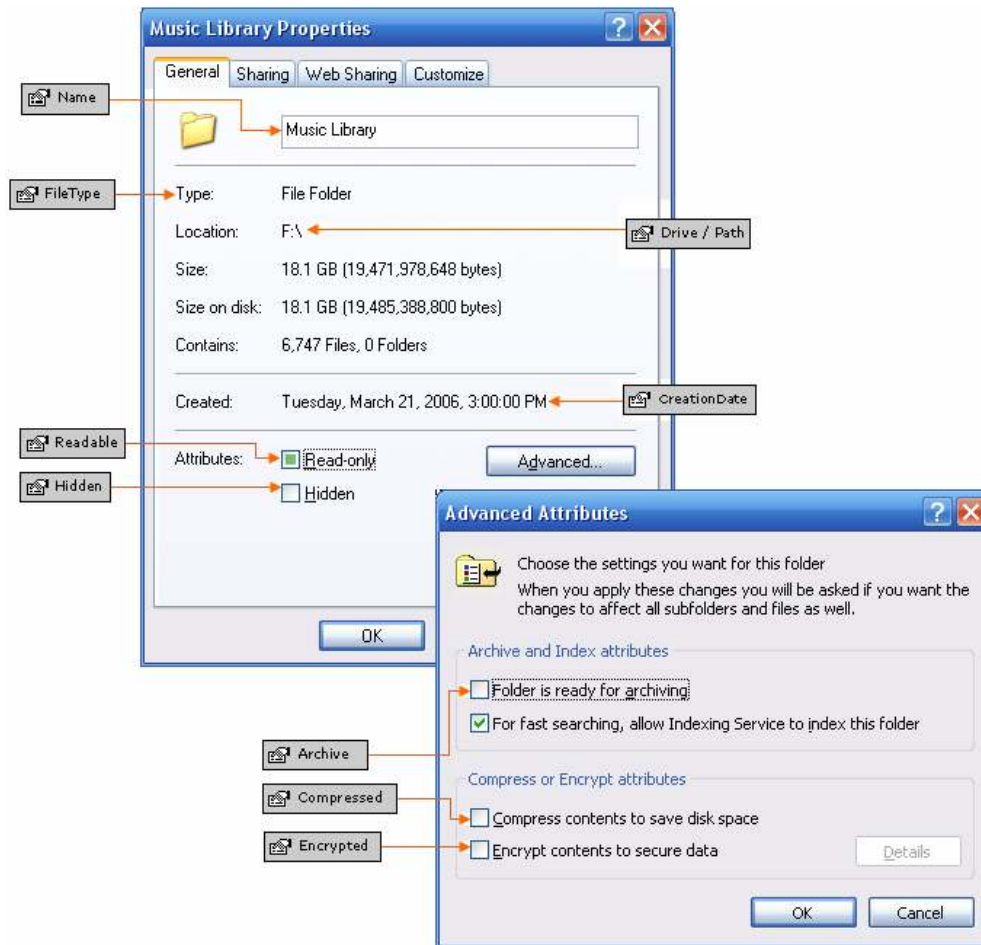 Music Library Properties
General Sharing Web Sharing Customize
Name
Music Library
FileType
Type: File Folder
Location: F:\
Drive / Path
Size: 18.1 GB (19,471,978,648 bytes)
Size on disk: 18.1 GB (19,485,388,800 bytes)
Contains: 6,747 Files, 0 Folders
Created: Tuesday, March 21, 2006, 3:00:00 PM
CreationDate
Readable
Attributes: Read-only
Advanced...
Hidden
Hidden
OK
Advanced Attributes
Choose the settings you want for this folder
When you apply these changes you will be asked if you want the
changes to affect all subfolders and files as well.
Archive and Index attributes
Folder is ready for archiving
For fast searching, allow Indexing Service to index this folder
Archive
Compress or Encrypt attributes
Compressed
Compress contents to save disk space
Encrypted
Encrypt contents to secure data
Details
OK Cancel